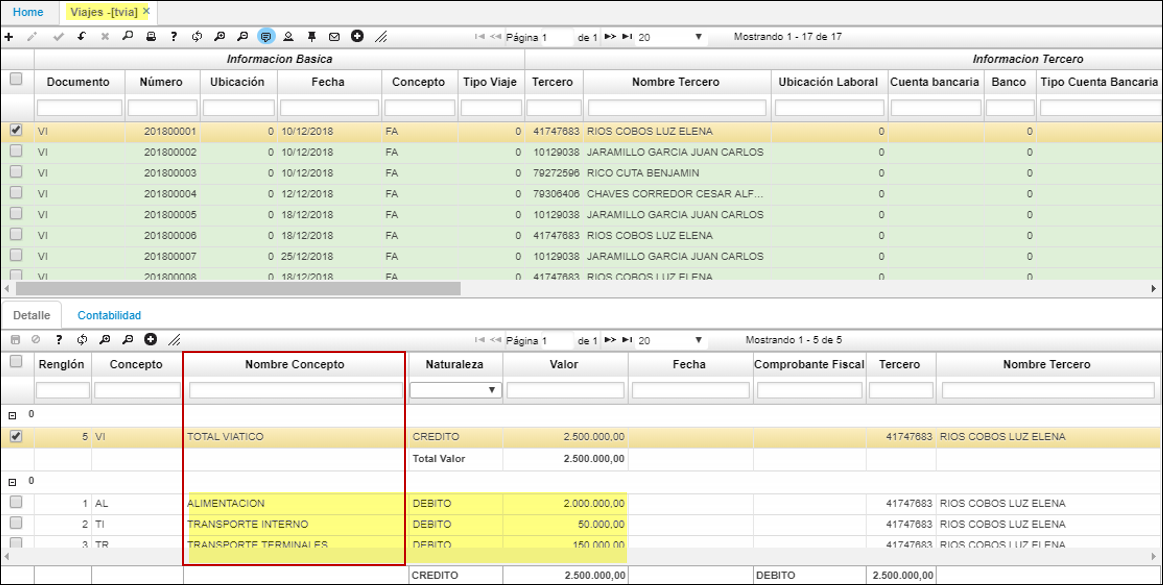 Home Viajes -[tvia] ×
Página 1 de 1 20 Mostrando 1 - 17 de 17
Informacion Basica Informacion Tercero
Documento Número Ubicación Fecha Concepto Tipo Viaje Tercero Nombre Tercero Ubicación Laboral Cuenta bancaria Banco Tipo Cuenta Bancaria
VI 201800001 0 10/12/2018 FA 0 41747683 RIOS COBOS LUZ ELENA 0 0
VI 201800002 0 10/12/2018 FA 0 10129038 JARAMILLO GARCIA JUAN CARLOS 0 0
VI 201800003 0 10/12/2018 FA 0 79272596 RICO CUTA BENJAMIN 0 0
VI 201800004 0 12/12/2018 FA 0 79306406 CHAVES CORREDOR CESAR ALF... 0 0
VI 201800005 0 18/12/2018 FA 0 10129038 JARAMILLO GARCIA JUAN CARLOS 0 0
VI 201800006 0 18/12/2018 FA 0 41747683 RIOS COBOS LUZ ELENA 0 0
VI 201800007 0 25/12/2018 FA 0 10129038 JARAMILLO GARCIA JUAN CARLOS 0 0
VI 201800008 0 18/12/2018 FA 0 41747683 RIOS COBOS LUZ ELENA 0 0
Detalle Contabilidad
Página 1 de 1 20 Mostrando 1 - 5 de 5
Renglón Concepto Nombre Concepto Naturaleza Valor Fecha Comprobante Fiscal Tercero Nombre Tercero
0
5 VI TOTAL VIATICO CREDITO 2.500.000,00 41747683 RIOS COBOS LUZ ELENA
Total Valor 2.500.000,00
0
1 AL ALIMENTACION DEBITO 2.000.000,00 41747683 RIOS COBOS LUZ ELENA
2 TI TRANSPORTE INTERNO DEBITO 50.000,00 41747683 RIOS COBOS LUZ ELENA
3 TR TRANSPORTE TERMINALES DEBITO 150.000,00 41747683 RIOS COBOS LUZ ELENA
CREDITO 2.500.000,00 DEBITO 2.500.000,00